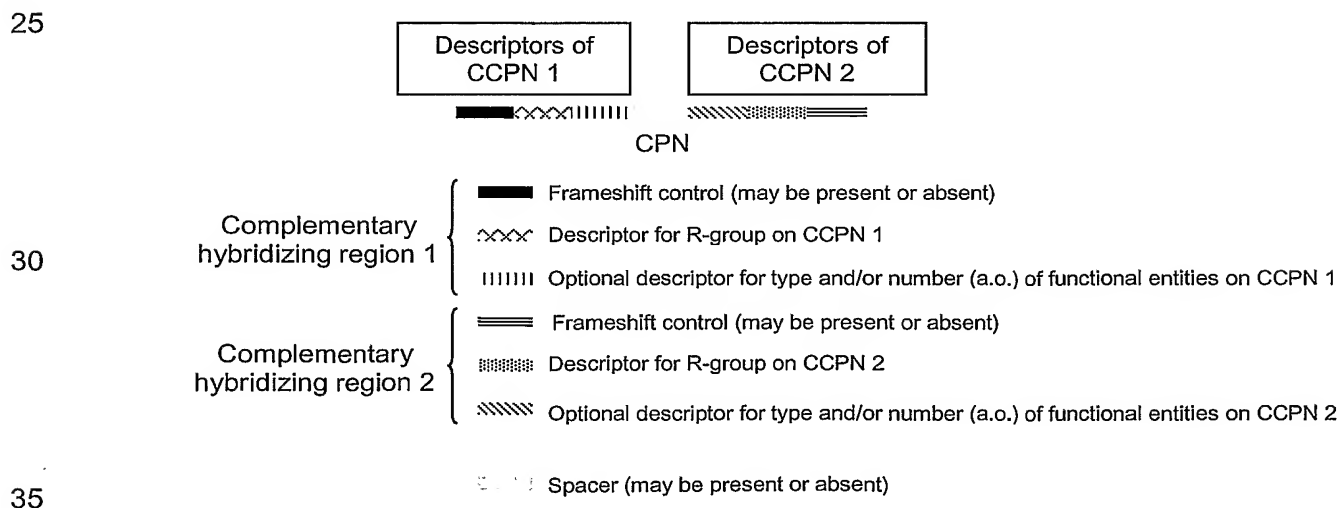 25
Descriptors of
CCPN 1
Descriptors of
CCPN 2
CPN
Complementary
hybridizing region 1
Frameshift control (may be present or absent)
Descriptor for R-group on CCPN 1
30
Optional descriptor for type and/or number (a.o.) of functional entities on CCPN 1
Complementary
hybridizing region 2
Frameshift control (may be present or absent)
Descriptor for R-group on CCPN 2
Optional descriptor for type and/or number (a.o.) of functional entities on CCPN 2
35
Spacer (may be present or absent)